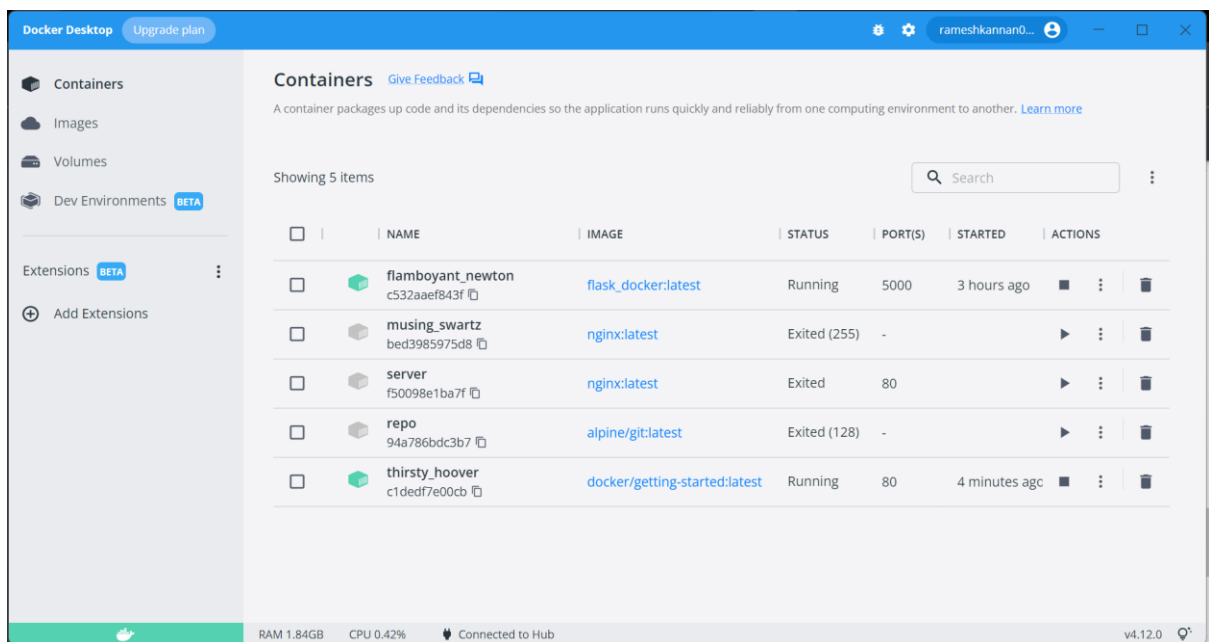 Docker Desktop Upgrade plan rameshkannan0...
Containers
Images
Volumes
Dev Environments BETA
Extensions BETA
Add Extensions
Containers Give Feedback
A container packages up code and its dependencies so the application runs quickly and reliably from one computing environment to another. Learn more
Showing 5 items Search
NAME IMAGE STATUS PORT(S) STARTED ACTIONS
flamboyant_newton
c532aaef843f flask_docker:latest Running 5000 3 hours ago
musing_swartz
bed3985975d8 nginx:latest Exited (255) -
server
f50098e1ba7f nginx:latest Exited 80
repo
94a786bdc3b7 alpine/git:latest Exited (128) -
thirsty_hoover
c1dedf7e00cb docker/getting-started:latest Running 80 4 minutes agc
RAM 1.84GB CPU 0.42% Connected to Hub v4.12.0